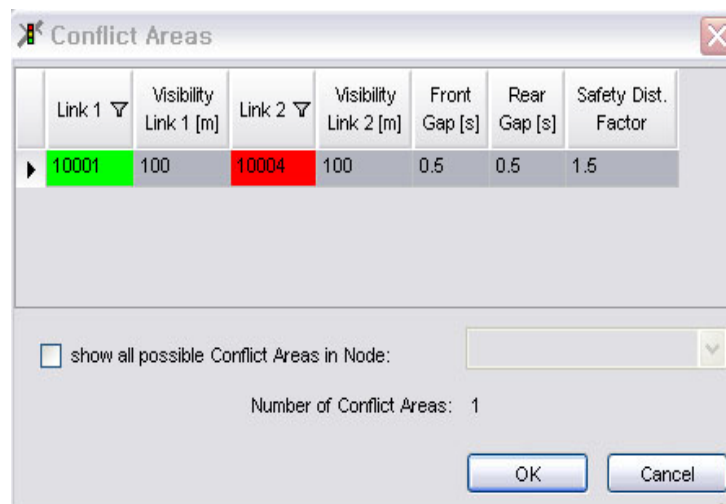 Conflict Areas
Link 1 Visibility Link 1 [m] Link 2 Visibility Link 2 [m] Front Gap [s] Rear Gap [s] Safety Dist. Factor
10001 100 10004 100 0.5 0.5 1.5
show all possible Conflict Areas in Node:
Number of Conflict Areas: 1
OK Cancel